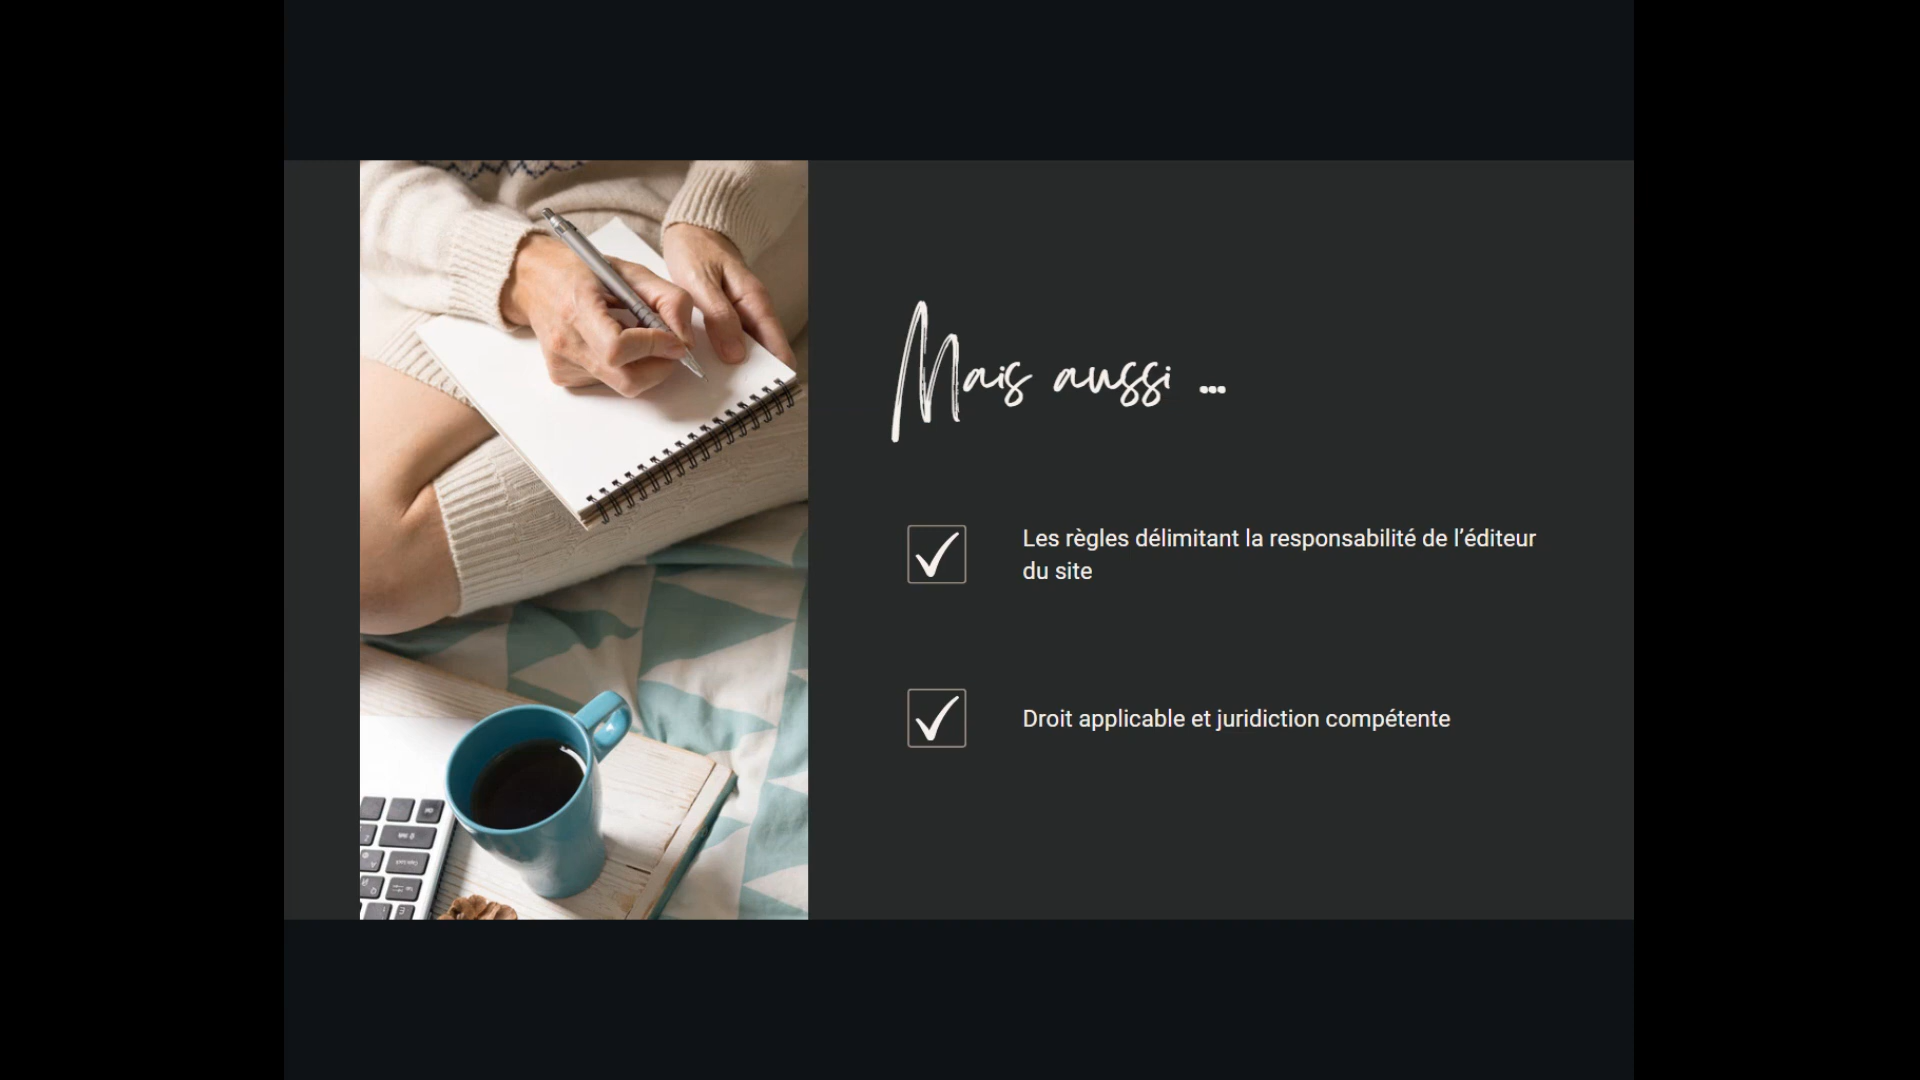 Mais aussi ...
Les règles délimitant la responsabilité de l’éditeur
du site
Droit applicable et juridiction compétente